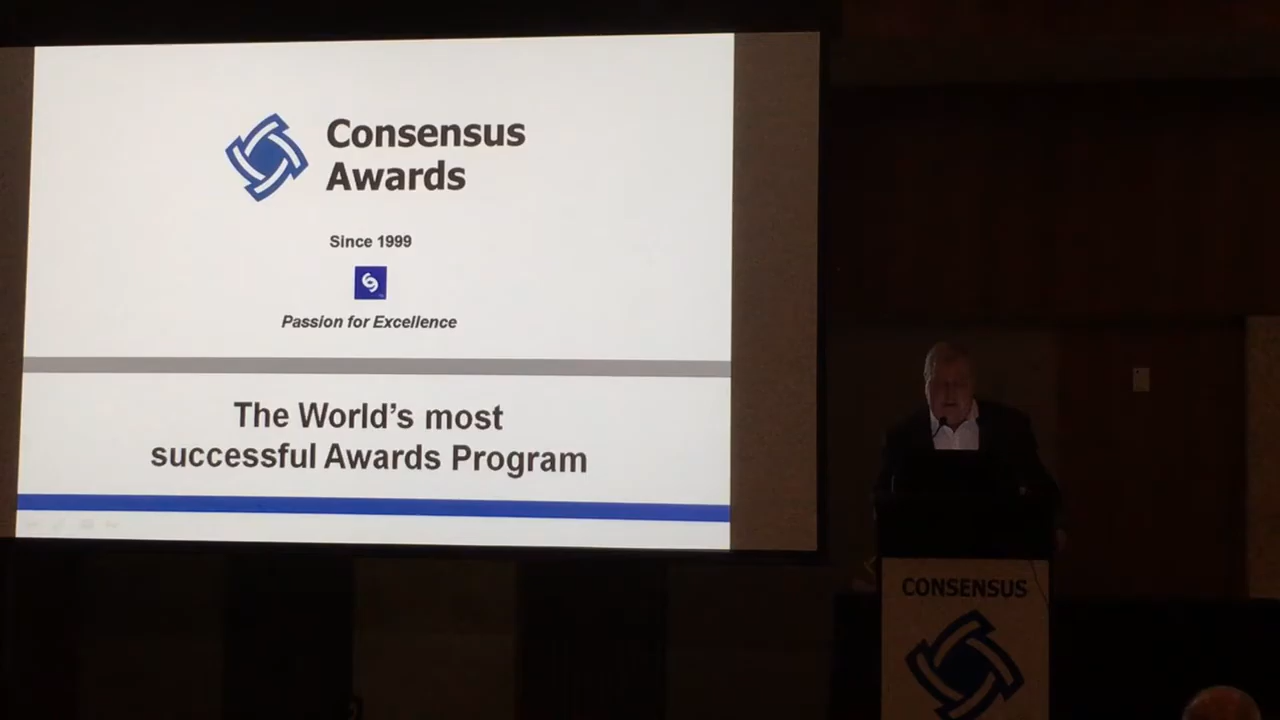 Consensus
Awards
Since 1999
Passion for Excellence
The World's most
successful Awards Program
CONSENSUS